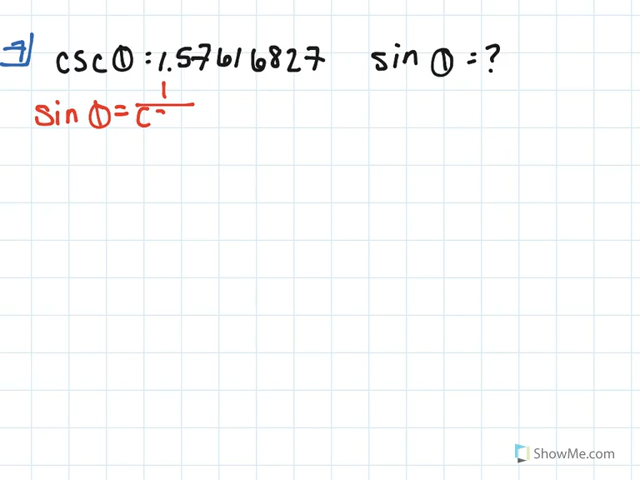 7 csc θ = 1.57616827 sin θ = ?
sin θ = 1
c
ShowMe.com